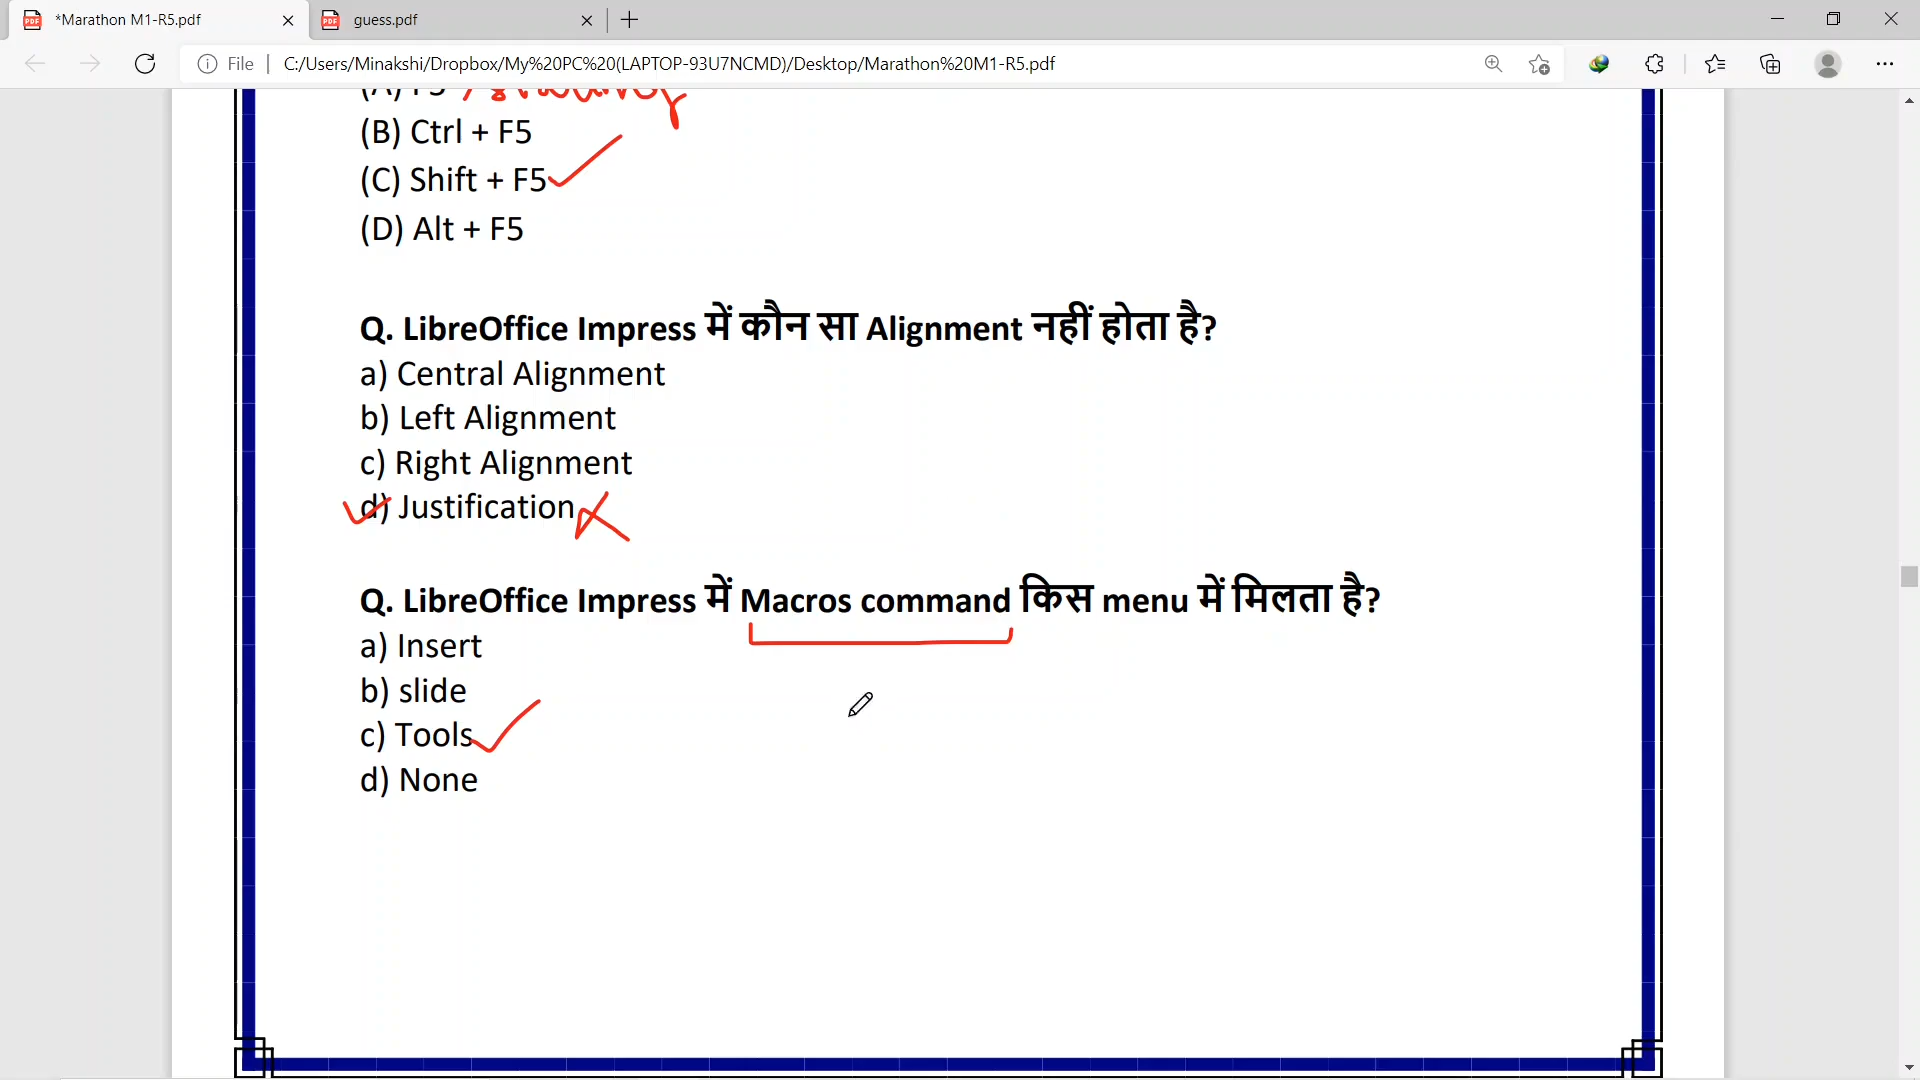 *Marathon M1-R5.pdf
guess.pdf
File
C:/Users/Minakshi/Dropbox/My%20PC%20(LAPTOP-93U7NCMD)/Desktop/Marathon%20M1-R5.pdf
(B) Ctrl + F5
(C) Shift + F5
(D) Alt + F5
Q. LibreOffice Impress में कौन सा Alignment नहीं होता है?
a) Central Alignment
b) Left Alignment
c) Right Alignment
d) Justification
Q. LibreOffice Impress में Macros command किस menu में मिलता है?
a) Insert
b) slide
c) Tools
d) None